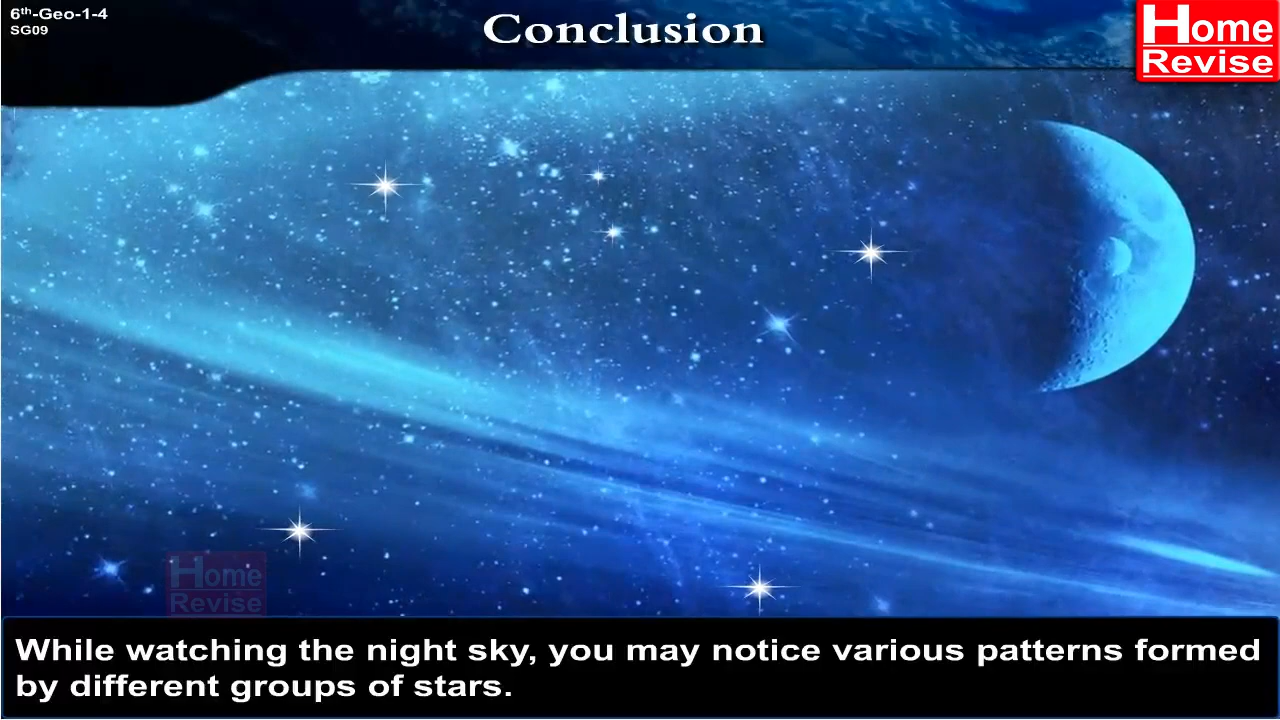 6th-Geo-1-4
SG09
Conclusion
Home
Revise
Home
Revise
While watching the night sky, you may notice various patterns formed
by different groups of stars.